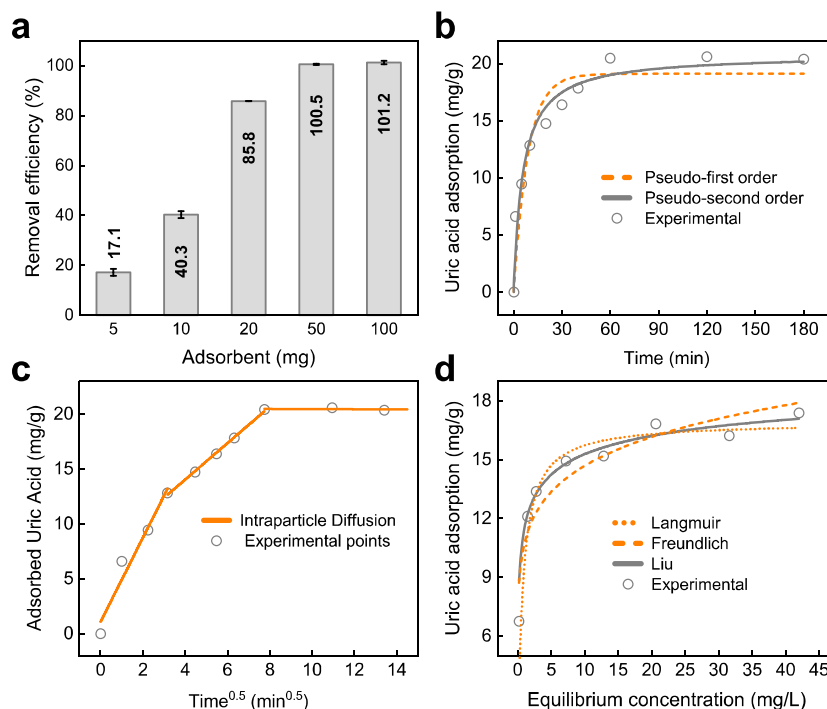 a
Removal efficiency (%)
100
80
60
40
20
0
17.1
40.3
85.8
100.5
101.2
5
10
20
50
100
Adsorbent (mg)
b
Uric acid adsorption (mg/g)
20
15
10
5
0
Pseudo-first order
Pseudo-second order
Experimental
0
30
60
90
120
150
180
Time (min)
c
Adsorbed Uric Acid (mg/g)
20
15
10
5
0
Intraparticle Diffusion
Experimental points
0
2
4
6
8
10
12
14
Time^0.5 (min^0.5)
d
Uric acid adsorption (mg/g)
18
15
12
9
6
Langmuir
Freundlich
Liu
Experimental
0
5
10
15
20
25
30
35
40
45
Equilibrium concentration (mg/L)